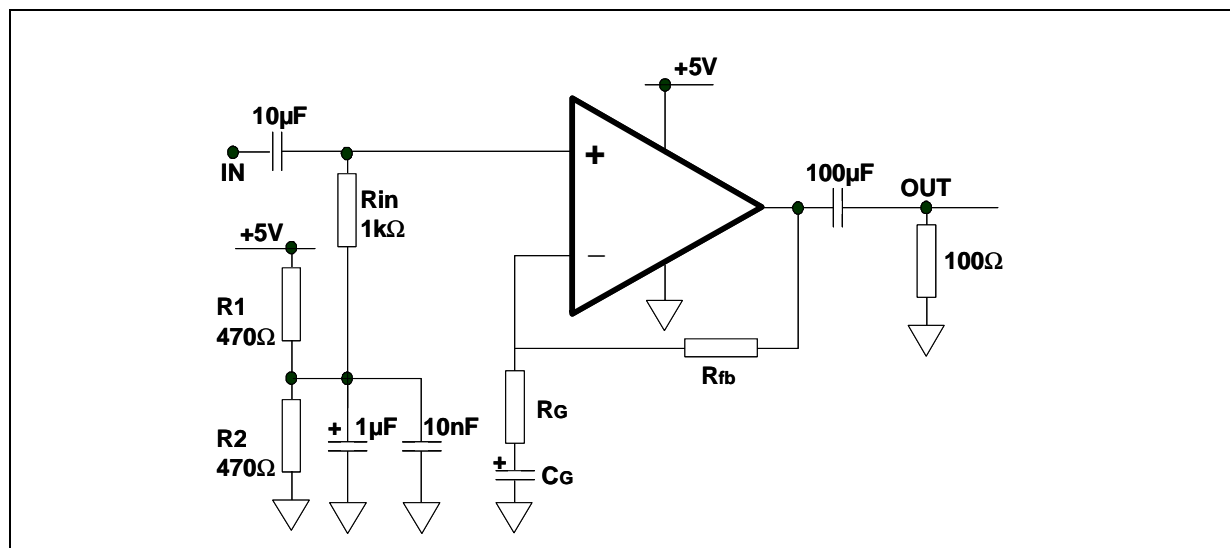 +5V
10µF
+
100µF
OUT
IN
Rin
1kΩ
+5V
−
100Ω
R1
470Ω
Rfb
RG
+
1µF
10nF
R2
470Ω
+
CG